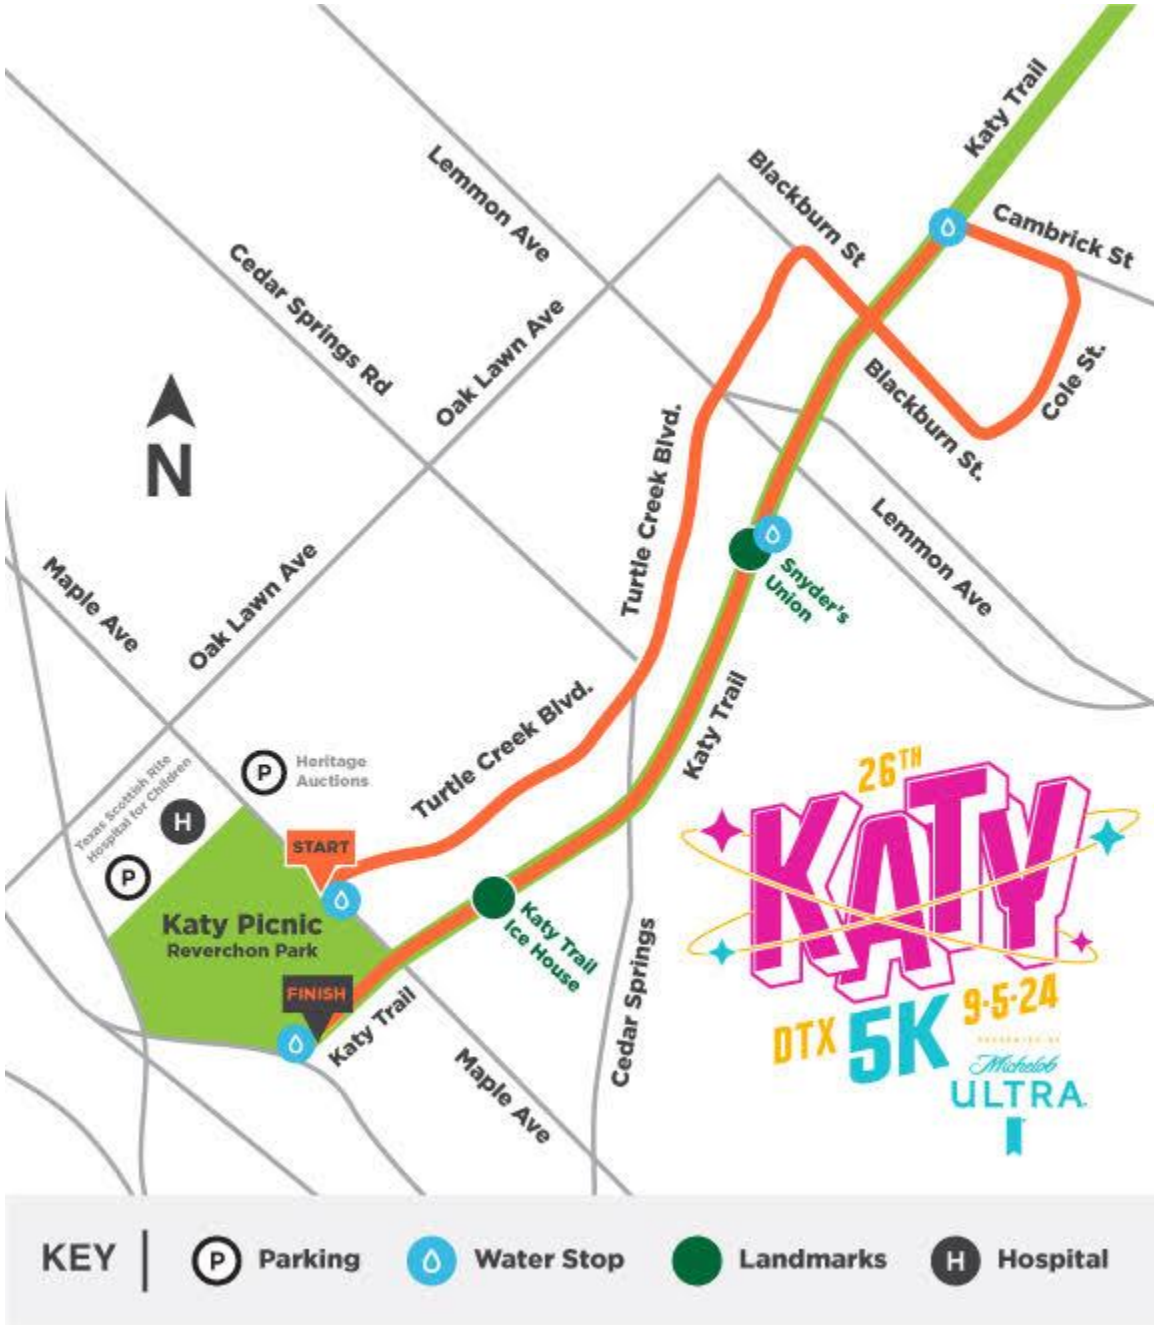 Katy Trail
Blackburn St
Cambrick St
Lemmon Ave
Cedar Springs Rd
Oak Lawn Ave
Cole St.
Blackburn St.
Turtle Creek Blvd.
N
Lemmon Ave
Snyder's
Union
Maple Ave
Oak Lawn Ave
Katy Trail
Turtle Creek Blvd.
Texas Scottish Rite
Hospital for Children
P
Heritage
Auctions
H
P
START
Katy Picnic
Reverchon Park
Katy Trail
Ice House
FINISH
Katy Trail
Cedar Springs
Maple Ave
26TH
KATY
DTX
5K
9-5-24
PRESENTED BY
Michelob
ULTRA
KEY
P
Parking
Water Stop
Landmarks
H
Hospital